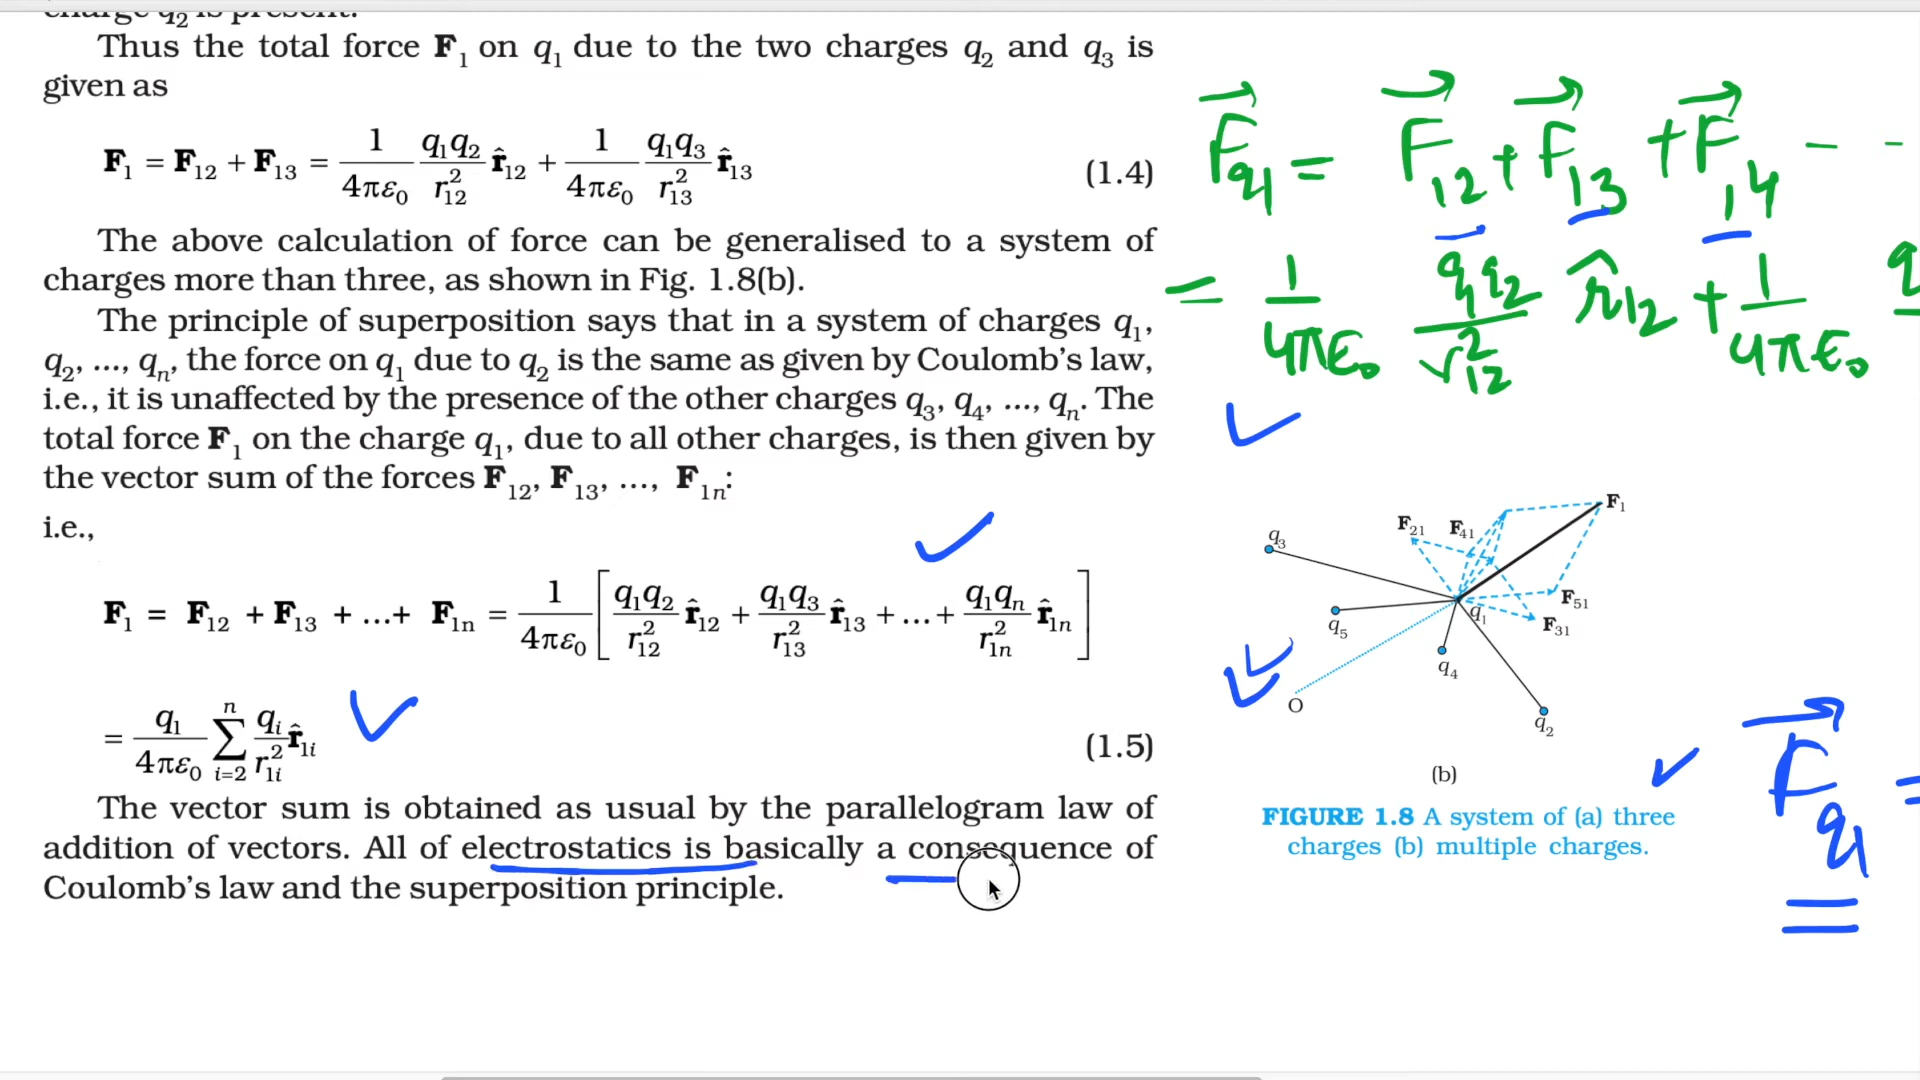 charge q₂ is present.
Thus the total force F₁ on q₁ due to the two charges q₂ and q₃ is
given as
F₁ = F₁₂ + F₁₃ = 1/4πε₀ q₁q₂/r₁₂² r̂₁₂ + 1/4πε₀ q₁q₃/r₁₃² r̂₁₃ (1.4)
The above calculation of force can be generalised to a system of
charges more than three, as shown in Fig. 1.8(b).
The principle of superposition says that in a system of charges q₁,
q₂, ..., qₙ, the force on q₁ due to q₂ is the same as given by Coulomb's law,
i.e., it is unaffected by the presence of the other charges q₃, q₄, ..., qₙ. The
total force F₁ on the charge q₁, due to all other charges, is then given by
the vector sum of the forces F₁₂, F₁₃, ..., F₁ₙ:
i.e.,
F₁ = F₁₂ + F₁₃ + ...+ F₁ₙ = 1/4πε₀ [q₁q₂/r₁₂² r̂₁₂ + q₁q₃/r₁₃² r̂₁₃ + ... + q₁qₙ/r₁ₙ² r̂₁ₙ]
= q₁/4πε₀ Σ i=2 n qᵢ/r₁ᵢ² r̂₁ᵢ (1.5)
The vector sum is obtained as usual by the parallelogram law of
addition of vectors. All of electrostatics is basically a consequence of
Coulomb's law and the superposition principle.
F⃗q₁ = F⃗₁₂ + F⃗₁₃ + F⃗₁₄ - -
= 1/4πε₀ q₁q₂/r₁₂² r̂₁₂ + 1/4πε₀ q
F₁
F₂₁ F₄₁
q₃
F₅₁
q₁
F₃₁
q₅
q₄
O
q₂
(b)
FIGURE 1.8 A system of (a) three
charges (b) multiple charges.
F⃗q₁ =